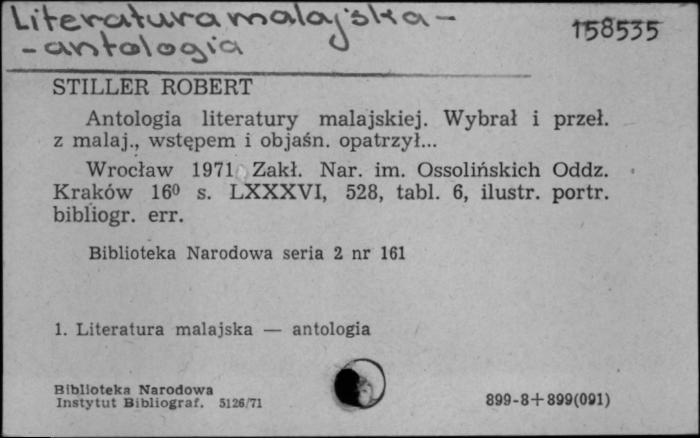 Literatura malajska -
- antologia
158535
STILLER ROBERT
Antologia literatury malajskiej. Wybrał i przeł.
z malaj., wstępem i objaśn. opatrzył...
Wrocław 1971 Zakł. Nar. im. Ossolińskich Oddz.
Kraków 16⁰ s. LXXXVI, 528, tabl. 6, ilustr. portr.
bibliogr. err.
Biblioteka Narodowa seria 2 nr 161
1. Literatura malajska — antologia
Biblioteka Narodowa
Instytut Bibliograf. 5126/71
899-8+899(091)